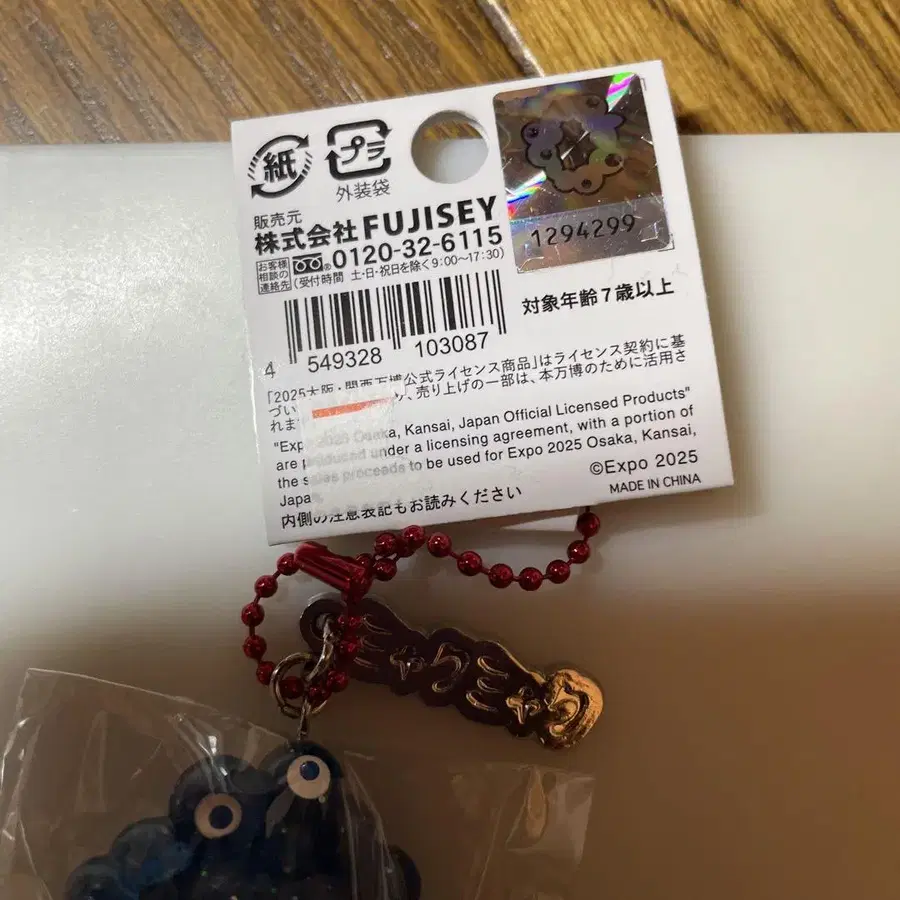 紙
プラ
外装袋
販売元
株式会社FUJISEY
お客様
相談の
連絡先
0120-32-6115
(受付時間 土・日・祝日を除く9:00〜17:30)
1294299
対象年齢7歳以上
4 549328 103087
「2025大阪・関西万博公式ライセンス商品」はライセンス契約に基
づい り、売り上げの一部は、本万博のために活用さ
れま
"Expo 2025 Osaka, Kansai, Japan Official Licensed Products"
are produced under a licensing agreement, with a portion of
the sales proceeds to be used for Expo 2025 Osaka, Kansai,
Japan.
©Expo 2025
MADE IN CHINA
内側の注意表記もお読みください
ミャクミャク